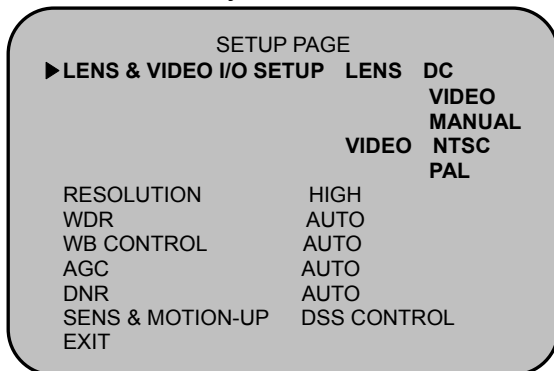 SETUP PAGE
▶LENS & VIDEO I/O SETUP LENS DC
VIDEO
MANUAL
VIDEO NTSC
PAL
RESOLUTION HIGH
WDR AUTO
WB CONTROL AUTO
AGC AUTO
DNR AUTO
SENS & MOTION-UP DSS CONTROL
EXIT